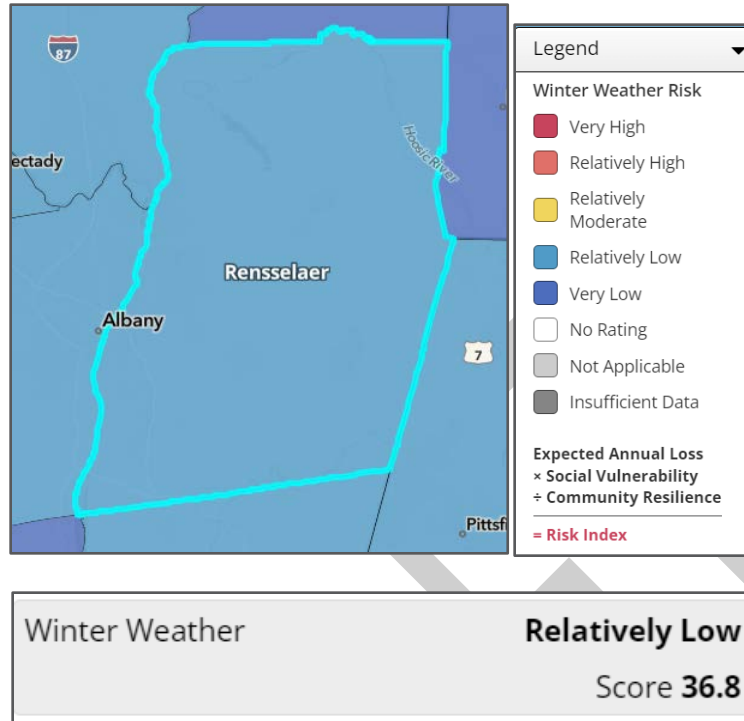 87
ectady
Hoosic River
Rensselaer
Albany
7
Pittsfi
Legend
Winter Weather Risk
Very High
Relatively High
Relatively
Moderate
Relatively Low
Very Low
No Rating
Not Applicable
Insufficient Data
Expected Annual Loss
× Social Vulnerability
÷ Community Resilience
= Risk Index
Winter Weather
Relatively Low
Score 36.8